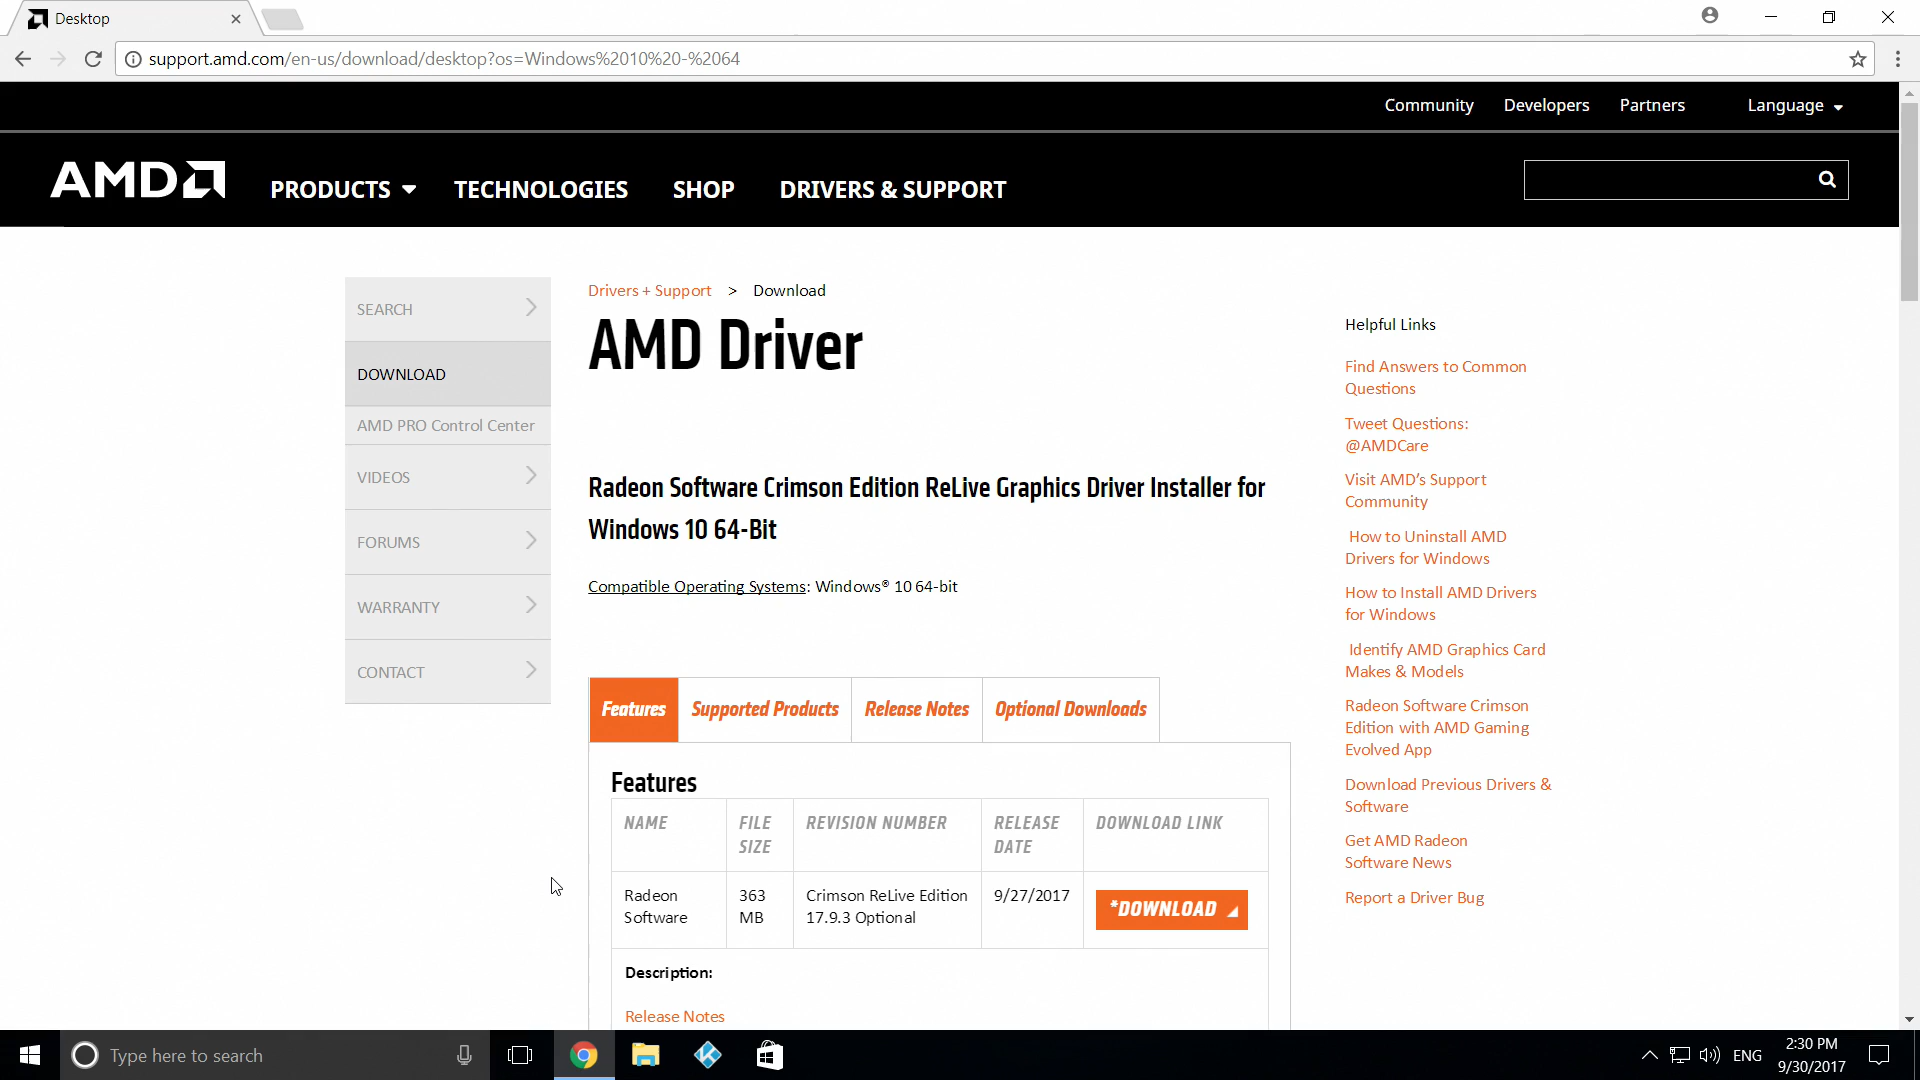 Desktop
support.amd.com/en-us/download/desktop?os=Windows%2010%20-%2064
Community Developers Partners Language
AMD PRODUCTS TECHNOLOGIES SHOP DRIVERS & SUPPORT
SEARCH
DOWNLOAD
AMD PRO Control Center
VIDEOS
FORUMS
WARRANTY
CONTACT
Drivers + Support > Download
AMD Driver
Radeon Software Crimson Edition ReLive Graphics Driver Installer for
Windows 10 64-Bit
Compatible Operating Systems: Windows® 10 64-bit
Features Supported Products Release Notes Optional Downloads
Features
NAME FILE SIZE REVISION NUMBER RELEASE DATE DOWNLOAD LINK
Radeon Software 363 MB Crimson ReLive Edition 17.9.3 Optional 9/27/2017 *DOWNLOAD
Description:
Release Notes
Helpful Links
Find Answers to Common
Questions
Tweet Questions:
@AMDCare
Visit AMD's Support
Community
How to Uninstall AMD
Drivers for Windows
How to Install AMD Drivers
for Windows
Identify AMD Graphics Card
Makes & Models
Radeon Software Crimson
Edition with AMD Gaming
Evolved App
Download Previous Drivers &
Software
Get AMD Radeon
Software News
Report a Driver Bug
Type here to search
ENG
2:30 PM
9/30/2017